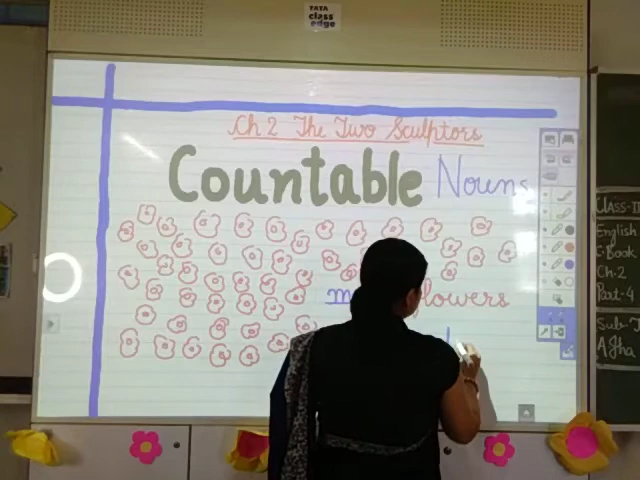 TATA
class
edge
Ch 2 The Two Sculptors
Countable Nouns
flowers
CLASS-II
English
C.Book
Ch-2
Part-4
Sub-T